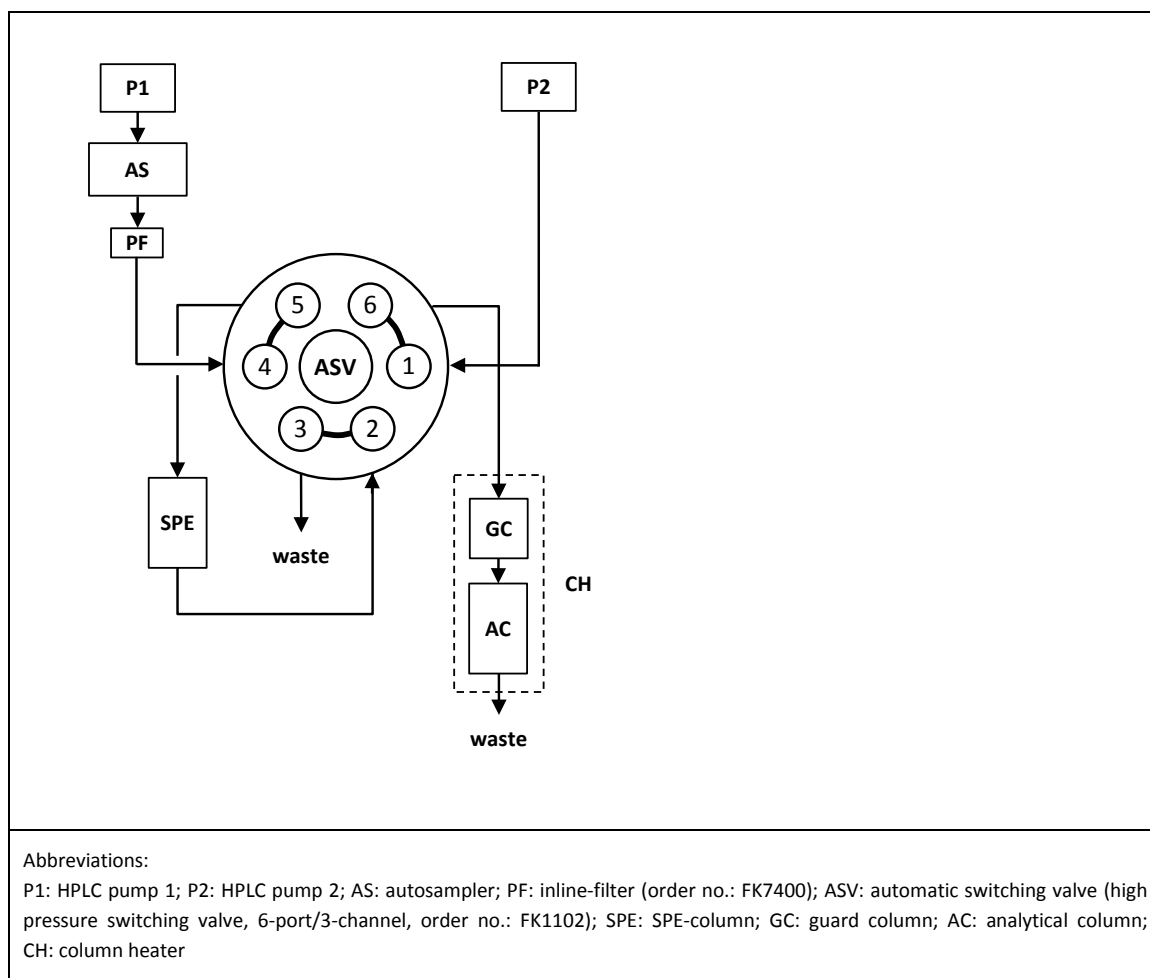 P1
P2
AS
PF
5
6
4
ASV
1
3
2
SPE
waste
GC
CH
AC
waste
Abbreviations:
P1: HPLC pump 1; P2: HPLC pump 2; AS: autosampler; PF: inline-filter (order no.: FK7400); ASV: automatic switching valve (high
pressure switching valve, 6-port/3-channel, order no.: FK1102); SPE: SPE-column; GC: guard column; AC: analytical column;
CH: column heater